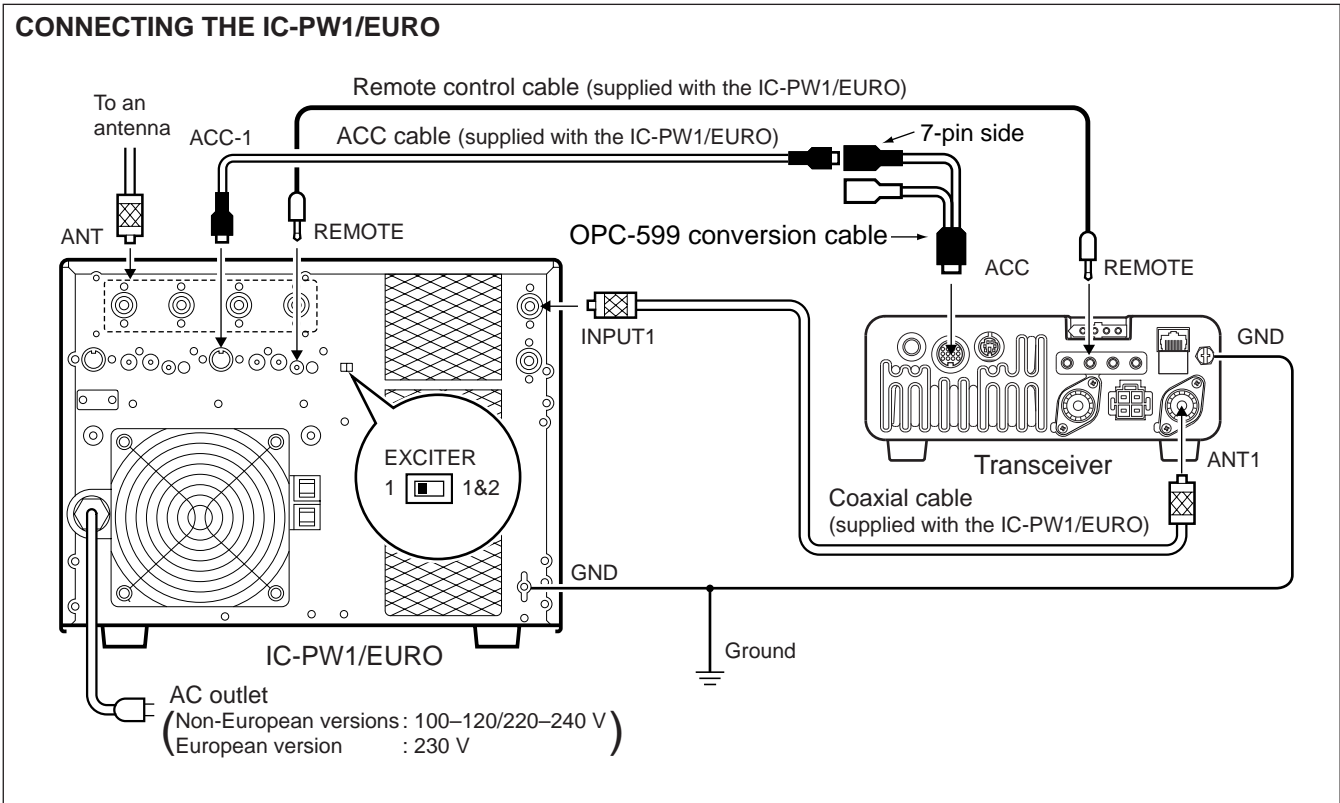 CONNECTING THE IC-PW1/EURO
Remote control cable (supplied with the IC-PW1/EURO)
To an
antenna
ACC-1
ACC cable (supplied with the IC-PW1/EURO)
7-pin side
ANT
REMOTE
OPC-599 conversion cable
ACC
REMOTE
INPUT1
GND
EXCITER
1
1&2
Transceiver
ANT1
Coaxial cable
(supplied with the IC-PW1/EURO)
GND
IC-PW1/EURO
Ground
AC outlet
(Non-European versions : 100–120/220–240 V
European version : 230 V)